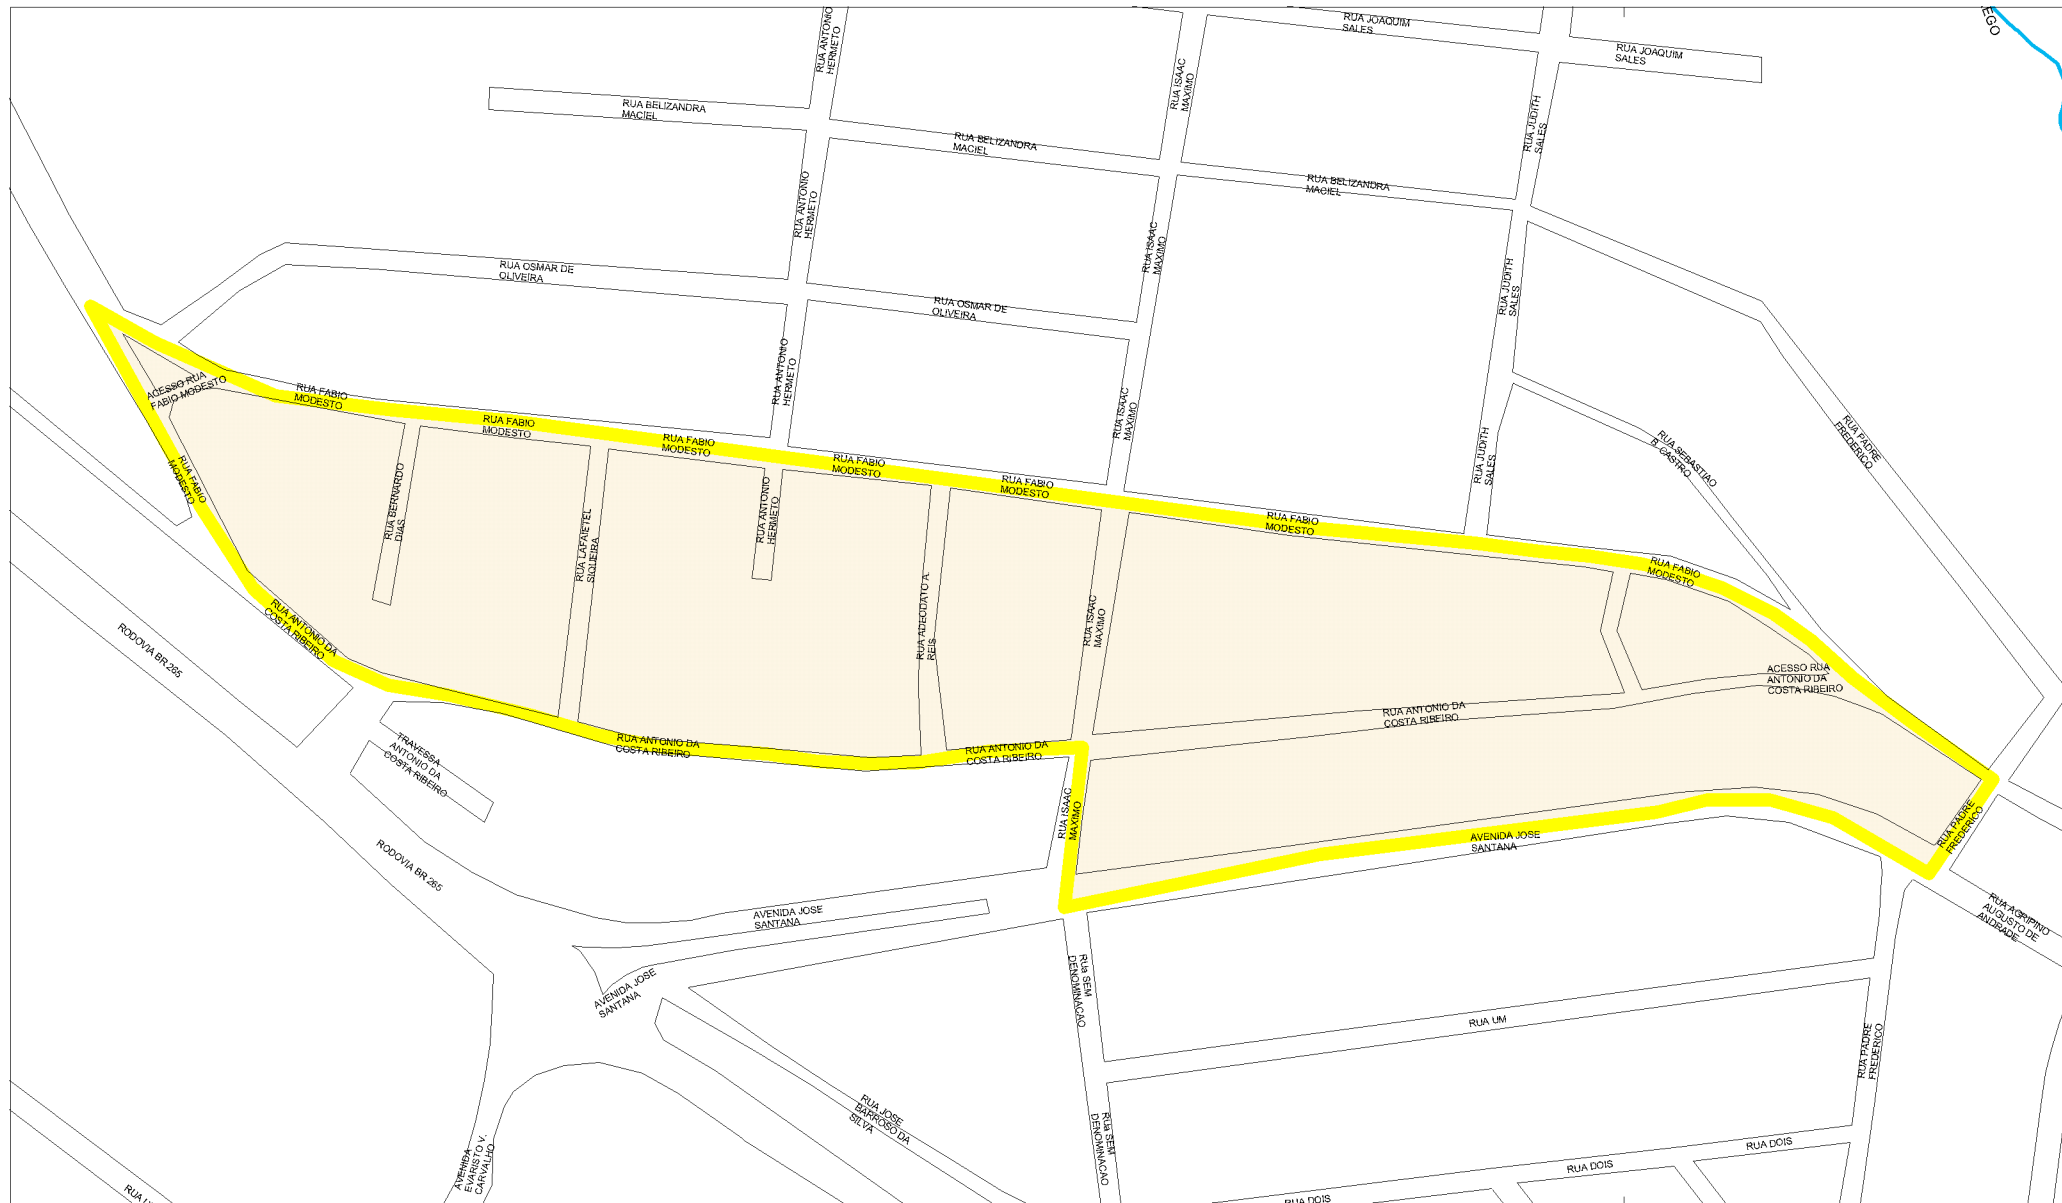 RUA ANTONIO
HERMETO
RUA JOAQUIM
SALES
RUA JOAQUIM
SALES
EGO
RUA BELIZANDRA
MACIEL
RUA ISAAC
MAXIMO
RUA JUDITH
SALES
RUA BELIZANDRA
MACIEL
RUA BELIZANDRA
MACIEL
RUA ANTONIO
HERMETO
RUA ISAAC
MAXIMO
RUA OSMAR DE
OLIVEIRA
RUA JUDITH
SALES
RUA OSMAR DE
OLIVEIRA
RUA ANTONIO
HERMETO
ACESSO RUA
FABIO MODESTO
RUA FABIO
MODESTO
RUA ISAAC
MAXIMO
RUA FABIO
MODESTO
RUA FABIO
MODESTO
RUA FABIO
MODESTO
RUA FABIO
MODESTO
RUA JUDITH
SALES
RUA SEBASTIAO
R CASTRO
RUA PADRE
FREDERICO
RUA FABIO
MODESTO
RUA BERNARDO
DIAS
RUA LAFAIETEL
SIQUEIRA
RUA ANTONIO
HERMETO
RUA FABIO
MODESTO
RUA FABIO
MODESTO
RUA ADEODATO A.
REIS
RUA ISAAC
MAXIMO
RUA ANTONIO DA
COSTA RIBEIRO
RODOVIA BR 265
ACESSO RUA
ANTONIO DA
COSTA RIBEIRO
RUA ANTONIO DA
COSTA RIBEIRO
RUA ANTONIO DA
COSTA RIBEIRO
RUA ANTONIO DA
COSTA RIBEIRO
TRAVESSA
ANTONIO DA
COSTA RIBEIRO
RUA ISAAC
MAXIMO
AVENIDA JOSE
SANTANA
RUA PADRE
FREDERICO
RODOVIA BR 265
AVENIDA JOSE
SANTANA
RUA AGRIPINO
AUGUSTO DE
ANDRADE
AVENIDA JOSE
SANTANA
RUA SEM
DENOMINACAO
RUA UM
RUA PADRE
FREDERICO
RUA JOSE
BARROSO DA
SILVA
RUA SEM
DENOMINACAO
AVENIDA
EVARISTO V.
CARVALHO
RUA DOIS
RUA DOIS
RUA DOIS
RUA